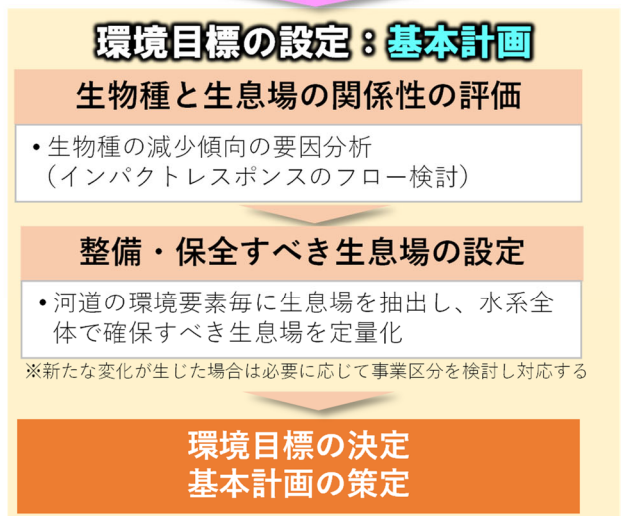 環境目標の設定：基本計画
生物種と生息場の関係性の評価
・生物種の減少傾向の要因分析
（インパクトレスポンスのフロー検討）
整備・保全すべき生息場の設定
・河道の環境要素毎に生息場を抽出し、水系全
体で確保すべき生息場を定量化
※新たな変化が生じた場合は必要に応じて事業区分を検討し対応する
環境目標の決定
基本計画の策定